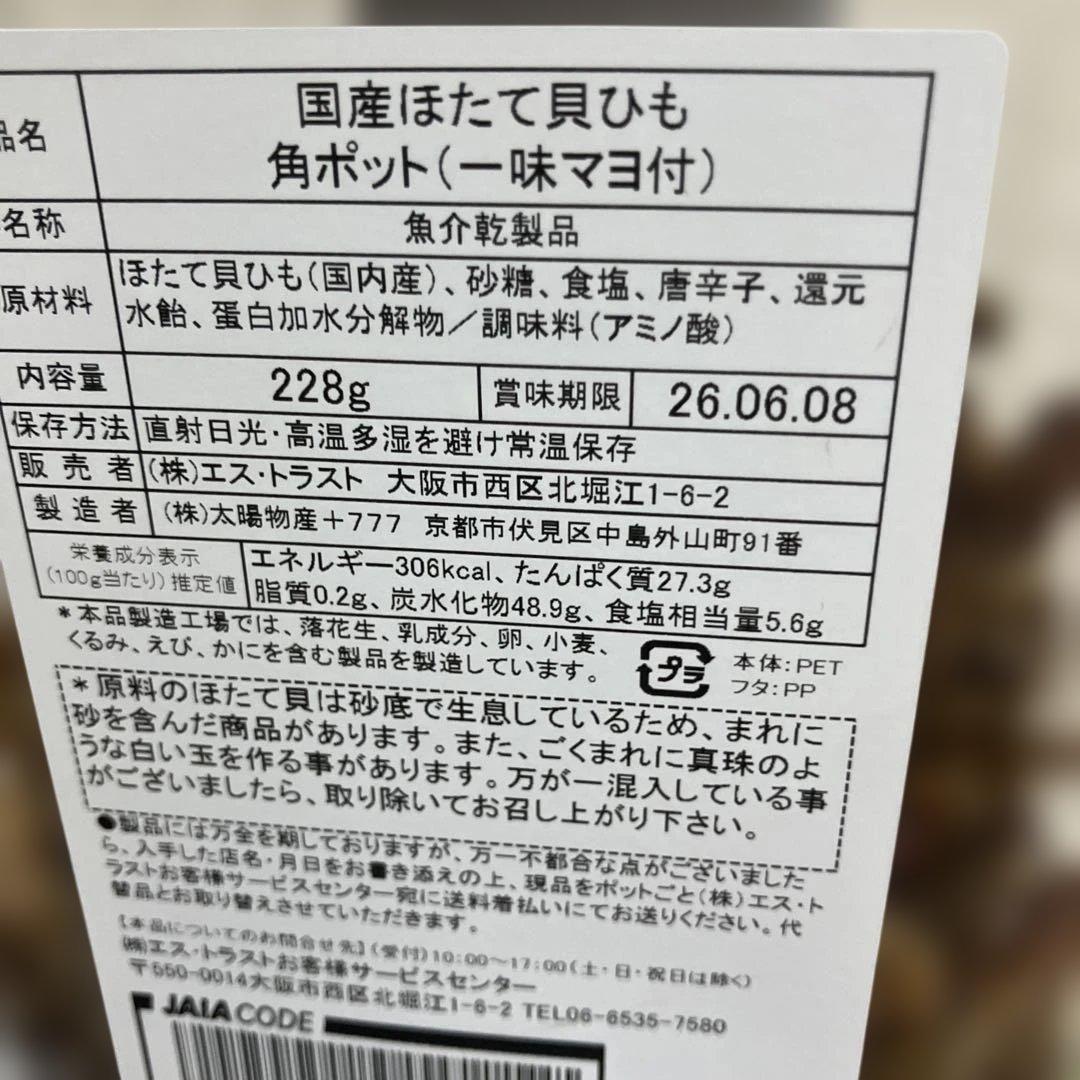 品名
国産ほたて貝ひも
角ポット(一味マヨ付)
名称
魚介乾製品
原材料
ほたて貝ひも(国内産)、砂糖、食塩、唐辛子、還元
水飴、蛋白加水分解物/調味料(アミノ酸)
内容量
228g
賞味期限
26.06.08
保存方法
直射日光・高温多湿を避け常温保存
販売者
(株)エス・トラスト 大阪市西区北堀江1-6-2
製造者
(株)太陽物産+777 京都市伏見区中島外山町91番
栄養成分表示
(100g当たり)推定値
エネルギー306kcal、たんぱく質27.3g
脂質0.2g、炭水化物48.9g、食塩相当量5.6g
*本品製造工場では、落花生、乳成分、卵、小麦、
くるみ、えび、かにを含む製品を製造しています。
プラ
本体:PET
フタ:PP
*原料のほたて貝は砂底で生息しているため、まれに
砂を含んだ商品があります。また、ごくまれに真珠のよ
うな白い玉を作る事があります。万が一混入している事
がございましたら、取り除いてお召し上がり下さい。
●製品には万全を期しておりますが、万一不都合な点がございました
ら、入手した店名・月日をお書き添えの上、現品をポットごと(株)エス・ト
ラストお客様サービスセンター宛に送料着払いにてお送りください。代
替品とお取り替えさせていただきます。
【本品についてのお問合せ先】(受付)10:00~17:00(土・日・祝日は除く)
(株)エス・トラストお客様サービスセンター
〒550-0014大阪市西区北堀江1-6-2 TEL06-6535-7580
JAIA CODE